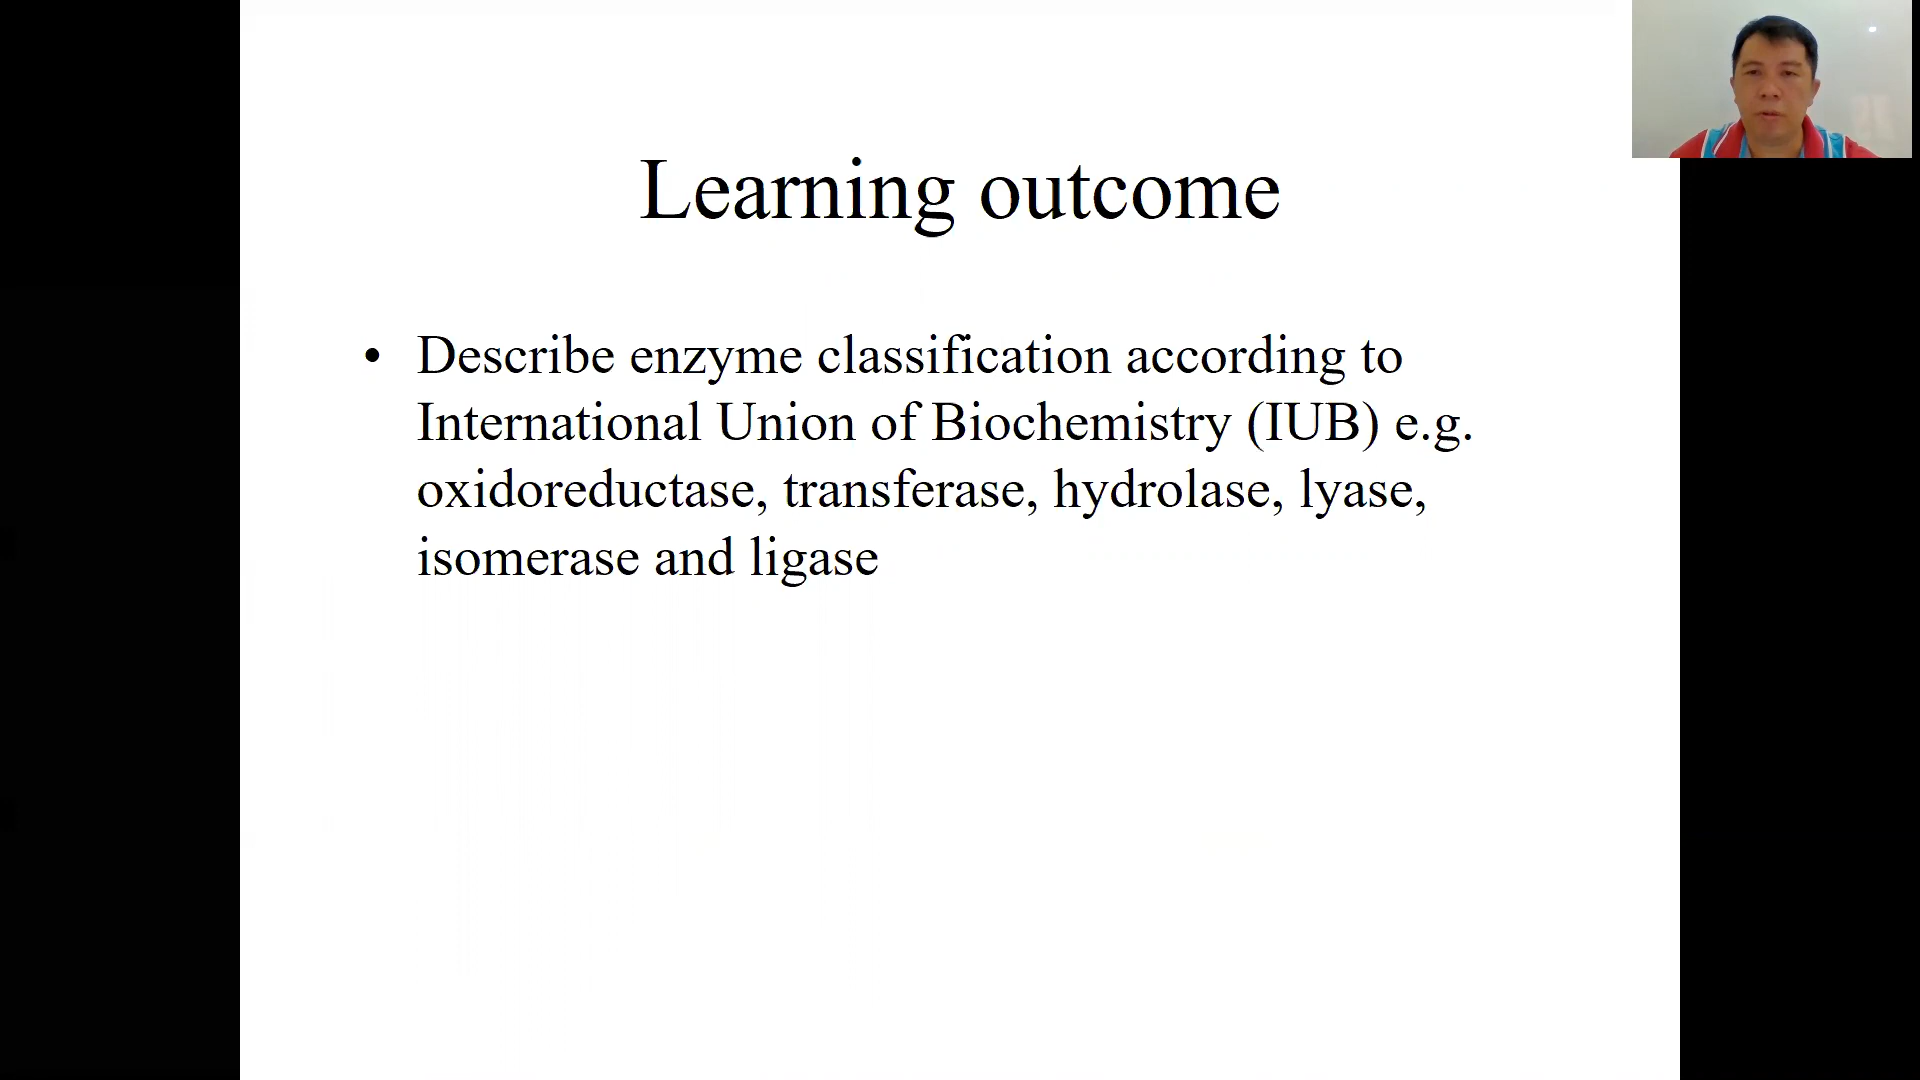 Learning outcome
• Describe enzyme classification according to
International Union of Biochemistry (IUB) e.g.
oxidoreductase, transferase, hydrolase, lyase,
isomerase and ligase